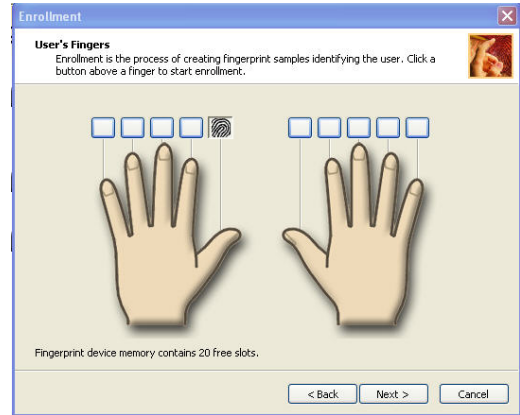 Enrollment
User's Fingers
Enrollment is the process of creating fingerprint samples identifying the user. Click a
button above a finger to start enrollment.
Fingerprint device memory contains 20 free slots.
< Back Next > Cancel